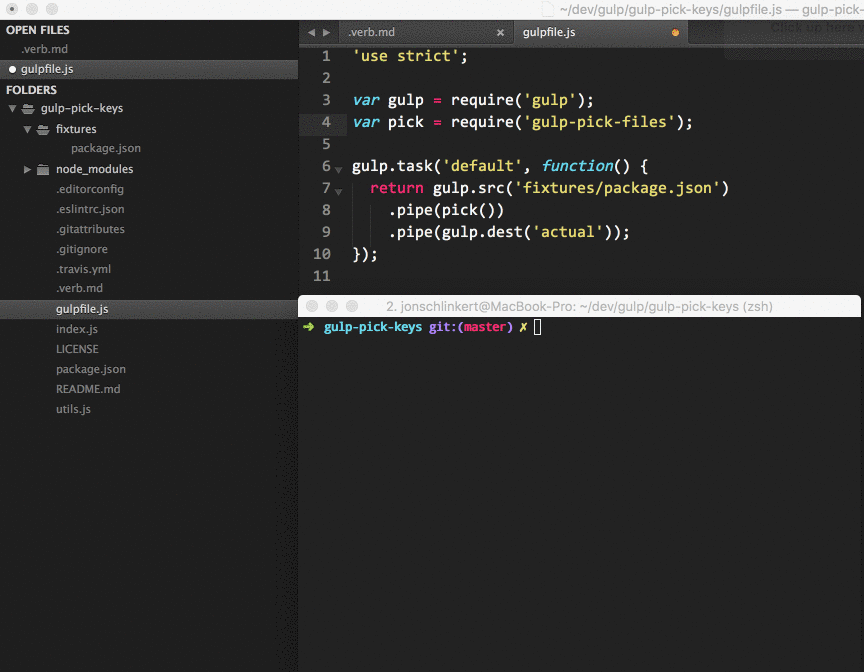 ~/dev/gulp/gulp-pick-keys/gulpfile.js — gulp-pick-
OPEN FILES
.verb.md
gulpfile.js
FOLDERS
gulp-pick-keys
fixtures
package.json
node_modules
.editorconfig
.eslintrc.json
.gitattributes
.gitignore
.travis.yml
.verb.md
gulpfile.js
index.js
LICENSE
package.json
README.md
utils.js
.verb.md × gulpfile.js
Click up here
1 'use strict';
2
3 var gulp = require('gulp');
4 var pick = require('gulp-pick-files');
5
6 gulp.task('default', function() {
7 return gulp.src('fixtures/package.json')
8 .pipe(pick())
9 .pipe(gulp.dest('actual'));
10 });
11
2. jonschlinkert@MacBook-Pro: ~/dev/gulp/gulp-pick-keys (zsh)
➜ gulp-pick-keys git:(master) ✗